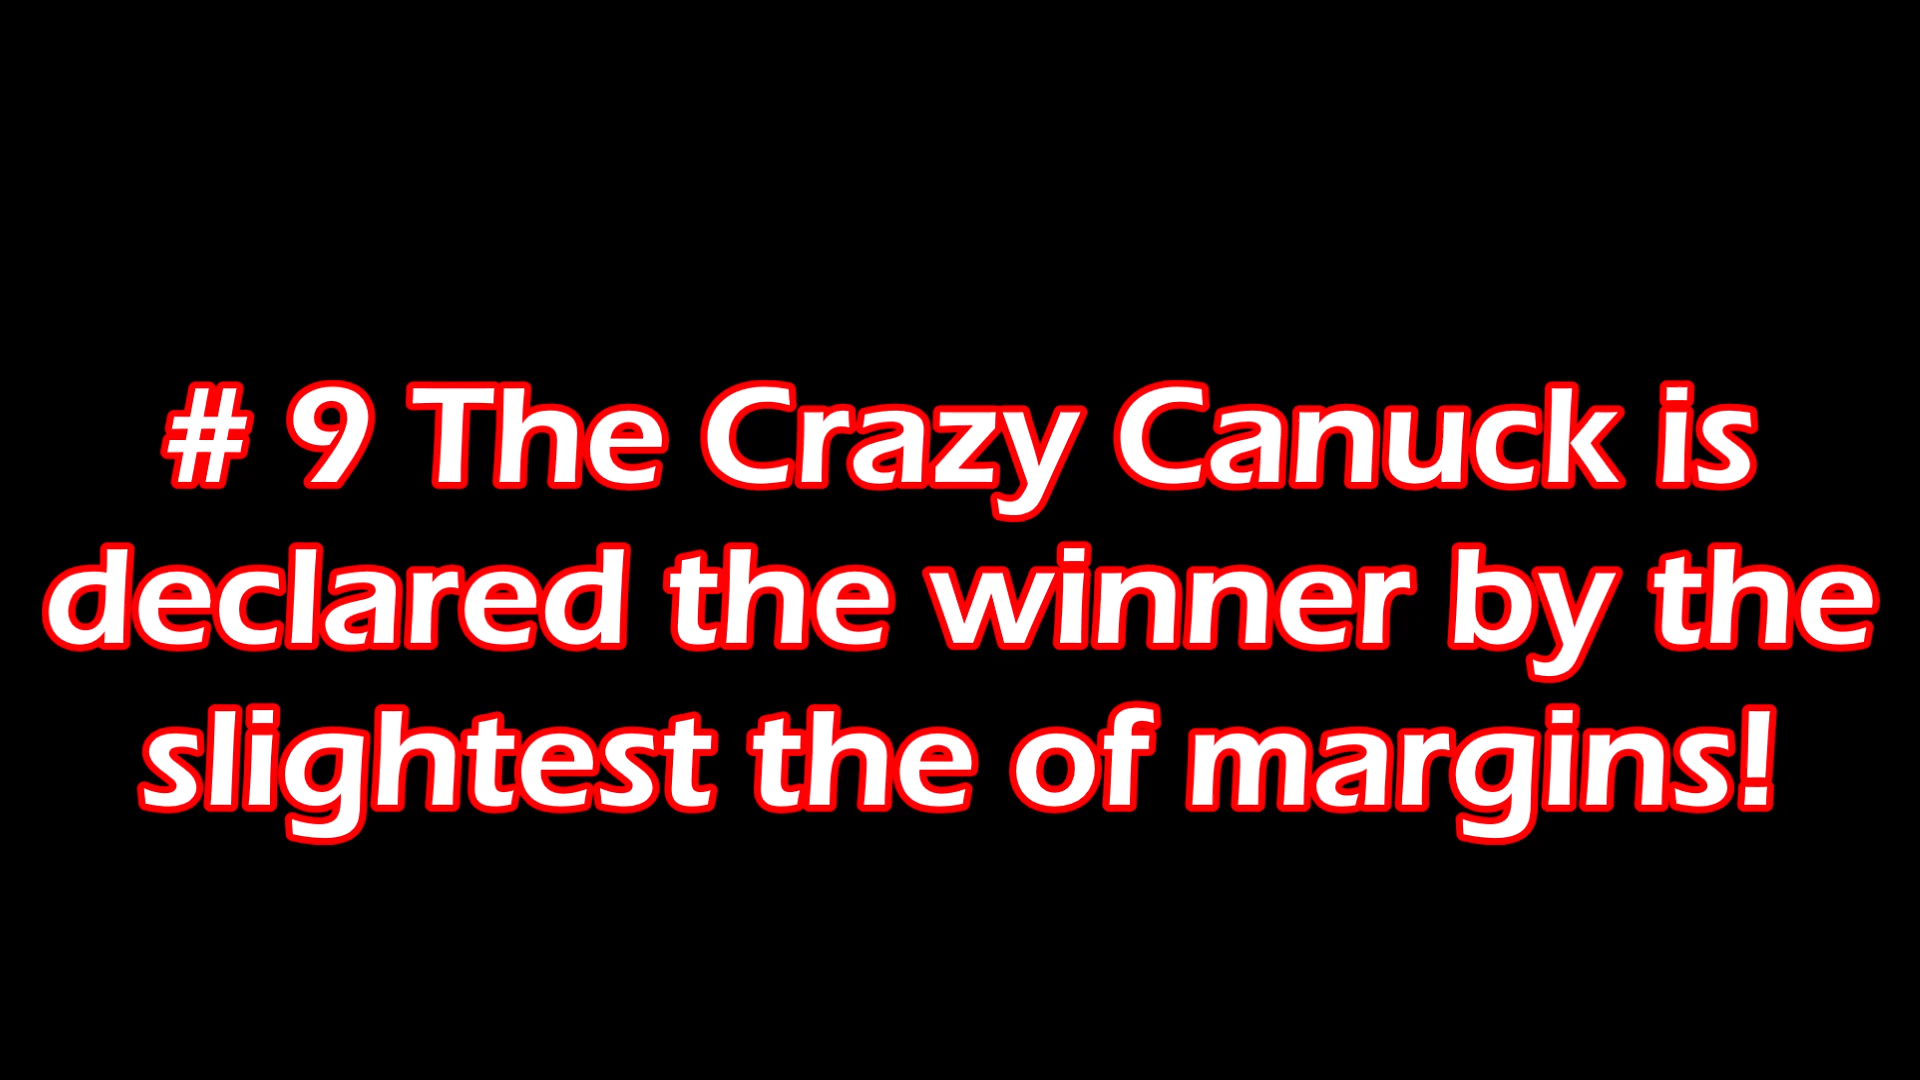 # 9 The Crazy Canuck is
declared the winner by the
slightest the of margins!